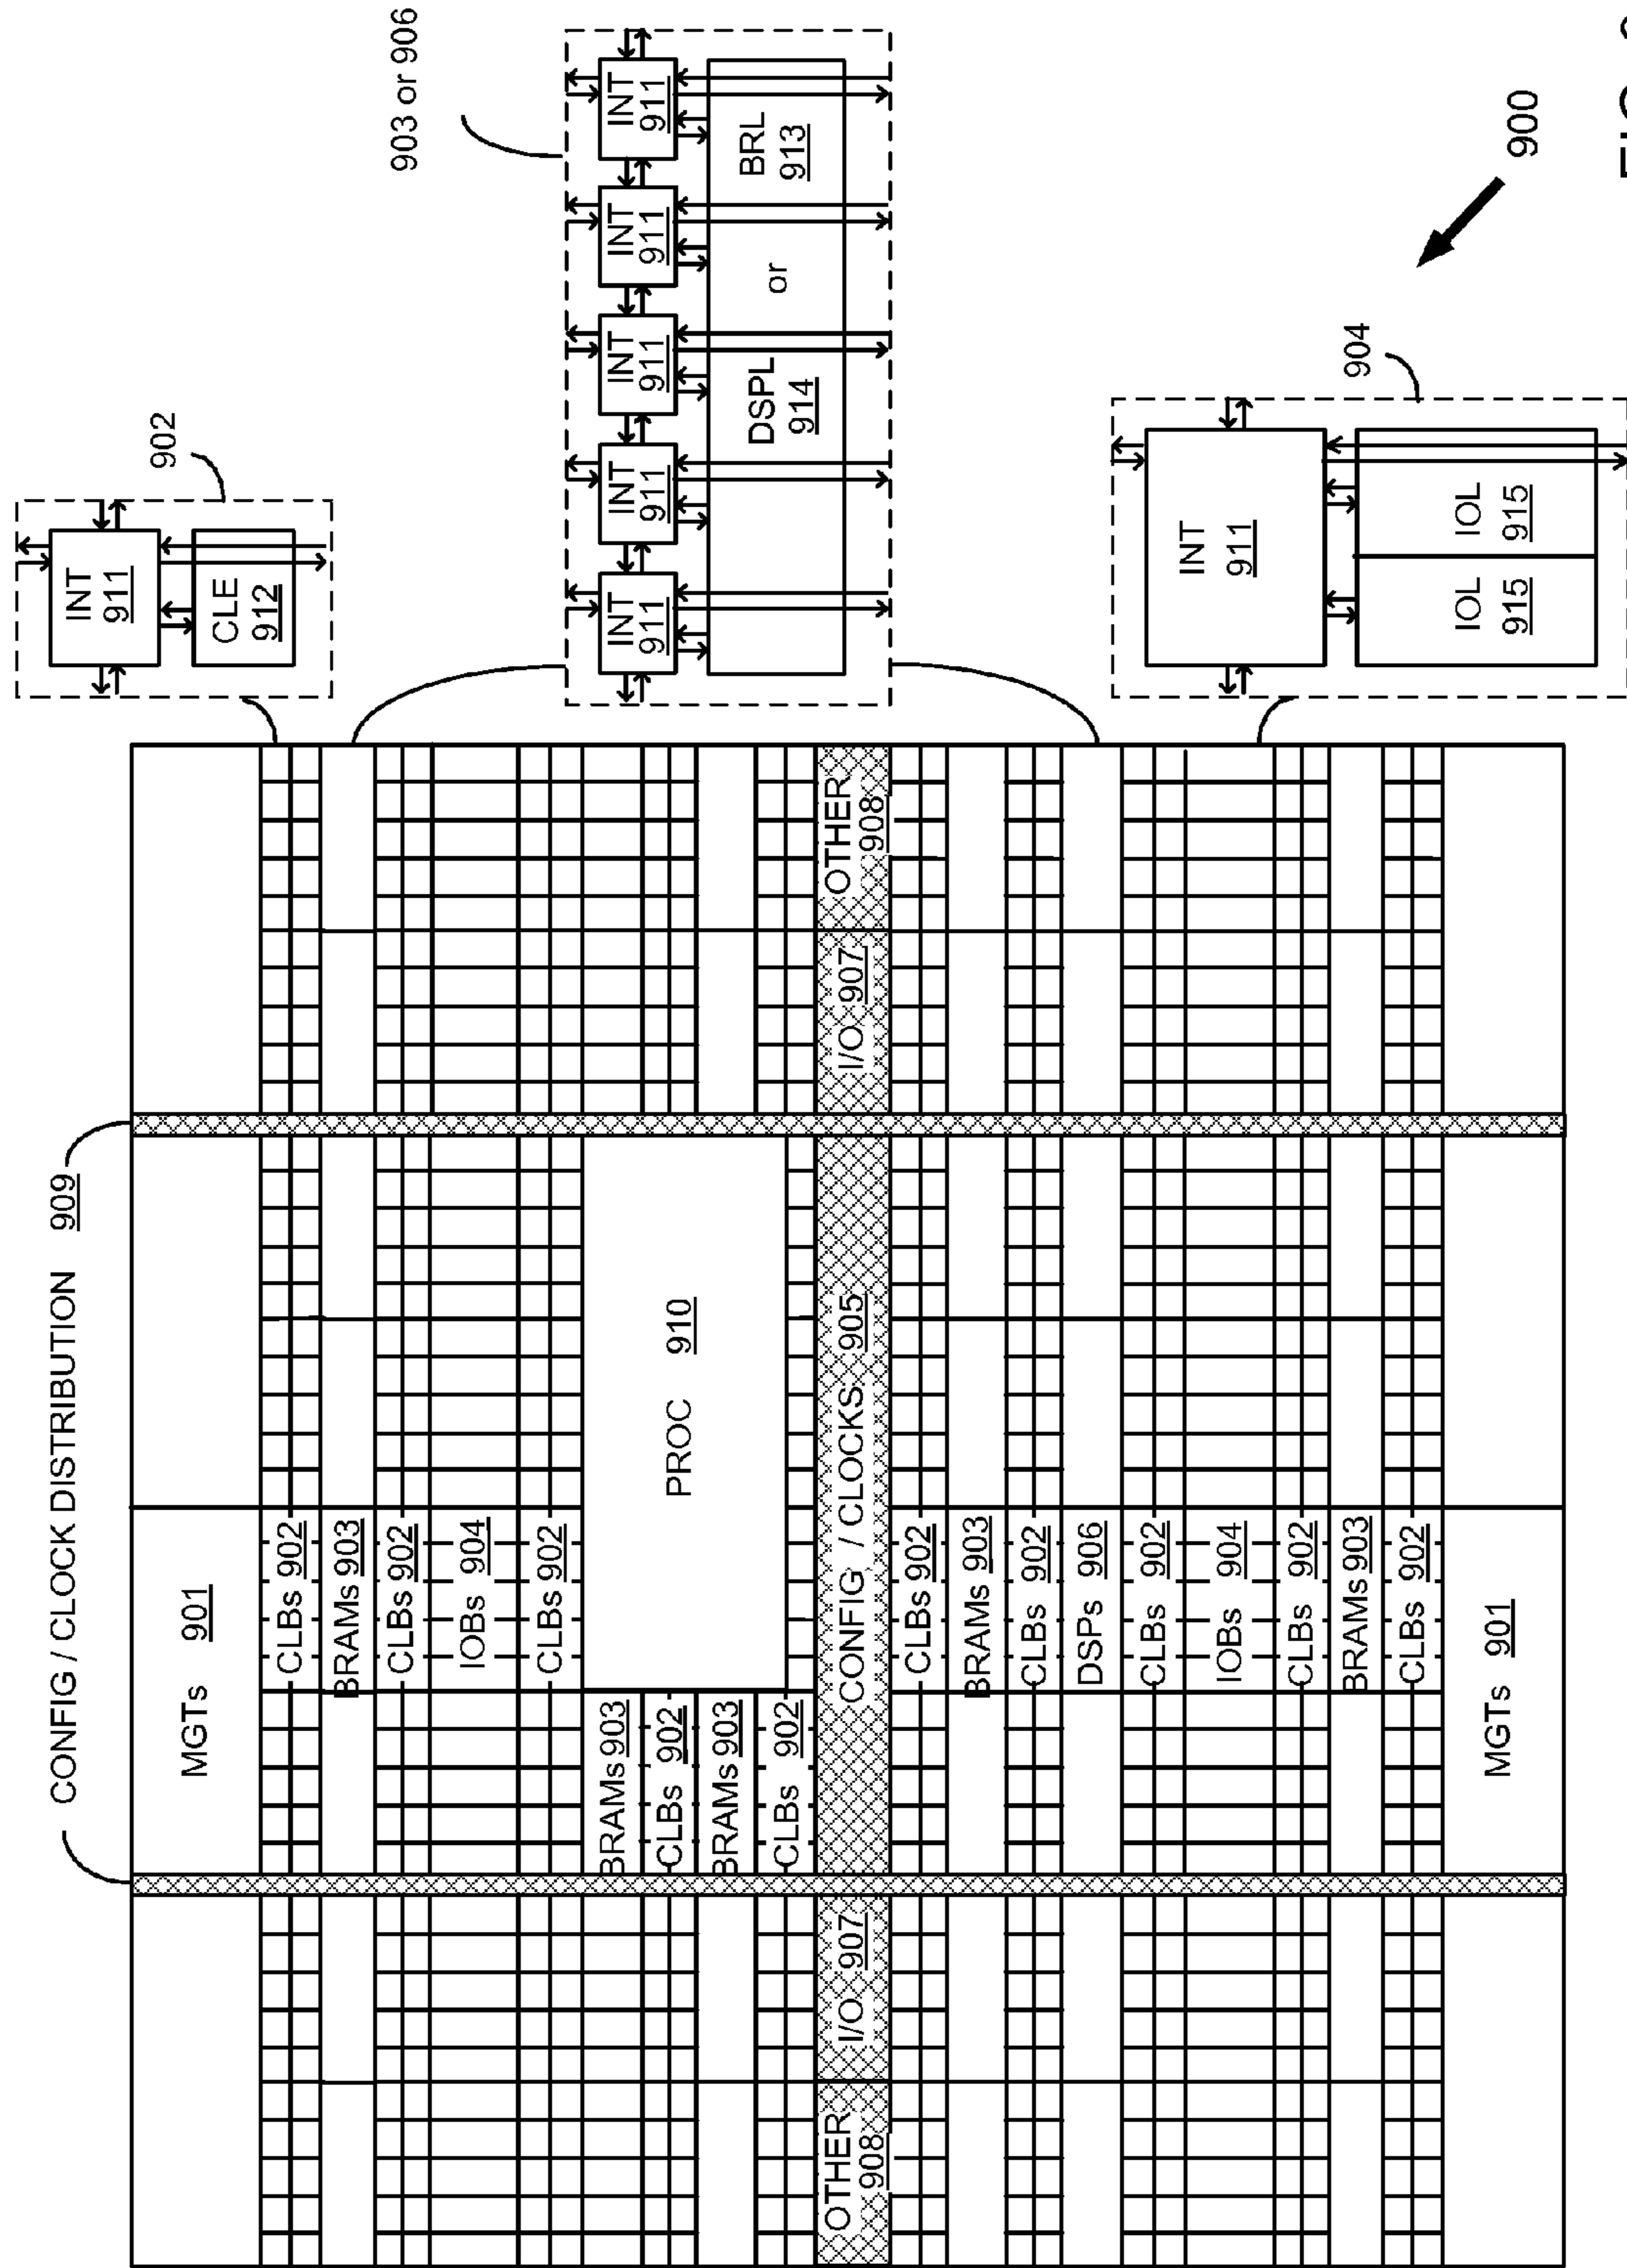 CONFIG / CLOCK DISTRIBUTION 909
MGTs 901
CLBs 902
BRAMs 903
CLBs 902
IOBs 904
CLBs 902
BRAMs 903
CLBs 902
BRAMs 903
CLBs 902
PROC 910
OTHER
908
I/O 907
CONFIG / CLOCKS 905
I/O 907
OTHER
908
CLBs 902
BRAMs 903
CLBs 902
DSPs 906
CLBs 902
IOBs 904
CLBs 902
BRAMs 903
CLBs 902
MGTs 901
902
INT
911
CLE
912
903 or 906
INT
911
INT
911
INT
911
INT
911
INT
911
DSPL
914
or
BRL
913
904
INT
911
IOL
915
IOL
915
900
FIG.